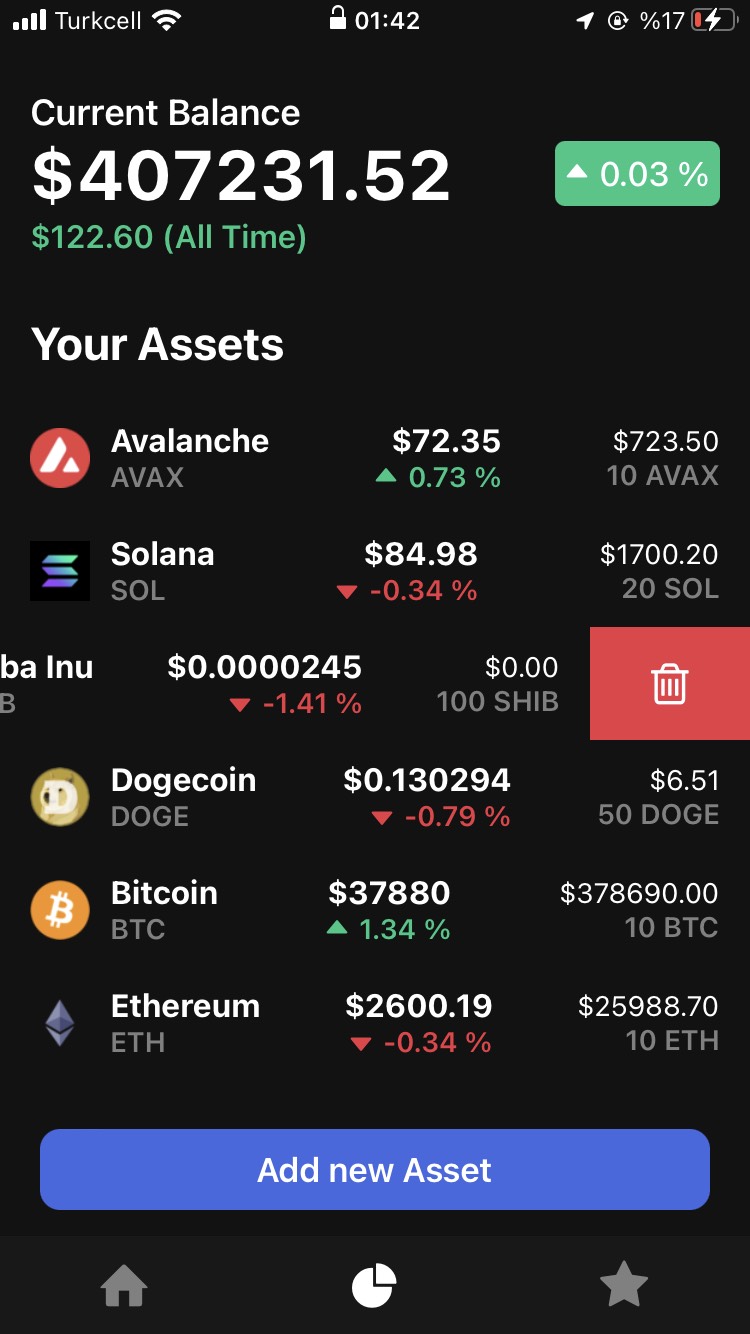 Turkcell 01:42 %17
Current Balance
$407231.52 0.03 %
$122.60 (All Time)
Your Assets
Avalanche $72.35 $723.50
AVAX 0.73 % 10 AVAX
Solana $84.98 $1700.20
SOL -0.34 % 20 SOL
ba Inu $0.0000245 $0.00
B -1.41 % 100 SHIB
Dogecoin $0.130294 $6.51
DOGE -0.79 % 50 DOGE
Bitcoin $37880 $378690.00
BTC 1.34 % 10 BTC
Ethereum $2600.19 $25988.70
ETH -0.34 % 10 ETH
Add new Asset